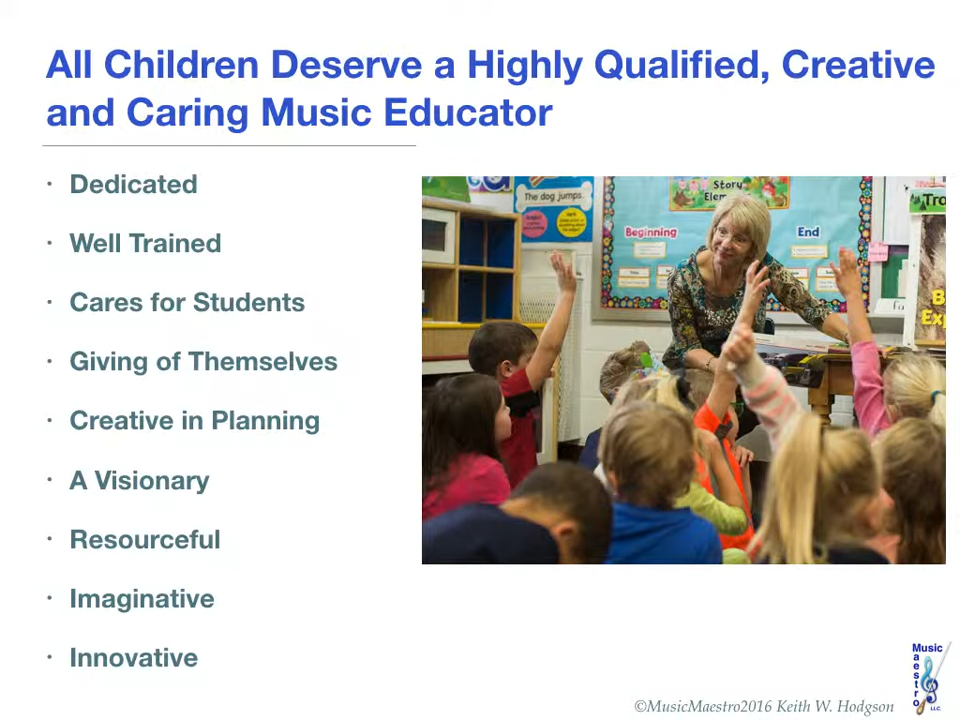 All Children Deserve a Highly Qualified, Creative
and Caring Music Educator
• Dedicated
• Well Trained
• Cares for Students
• Giving of Themselves
• Creative in Planning
• A Visionary
• Resourceful
• Imaginative
• Innovative
The dog jumps.
Story
Beginning
End
Music
Maestro
LLC.
©MusicMaestro2016 Keith W. Hodgson